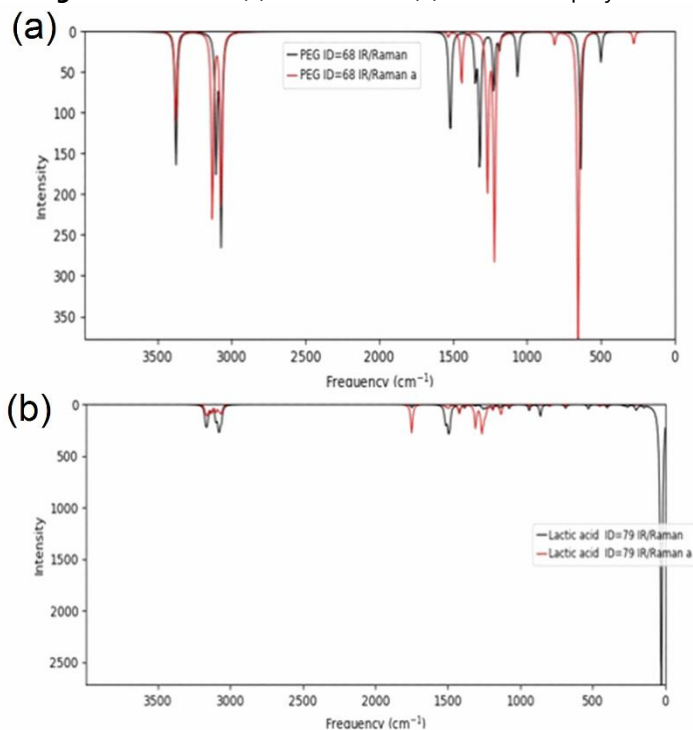 (a)
0
50
100
150
200
250
300
350
Intensity
PEG ID=68 IR/Raman
PEG ID=68 IR/Raman a
3500 3000 2500 2000 1500 1000 500 0
Frequency (cm⁻¹)
(b)
0
500
1000
1500
2000
2500
Intensity
Lactic acid ID=79 IR/Raman
Lactic acid ID=79 IR/Raman a
3500 3000 2500 2000 1500 1000 500 0
Frequency (cm⁻¹)